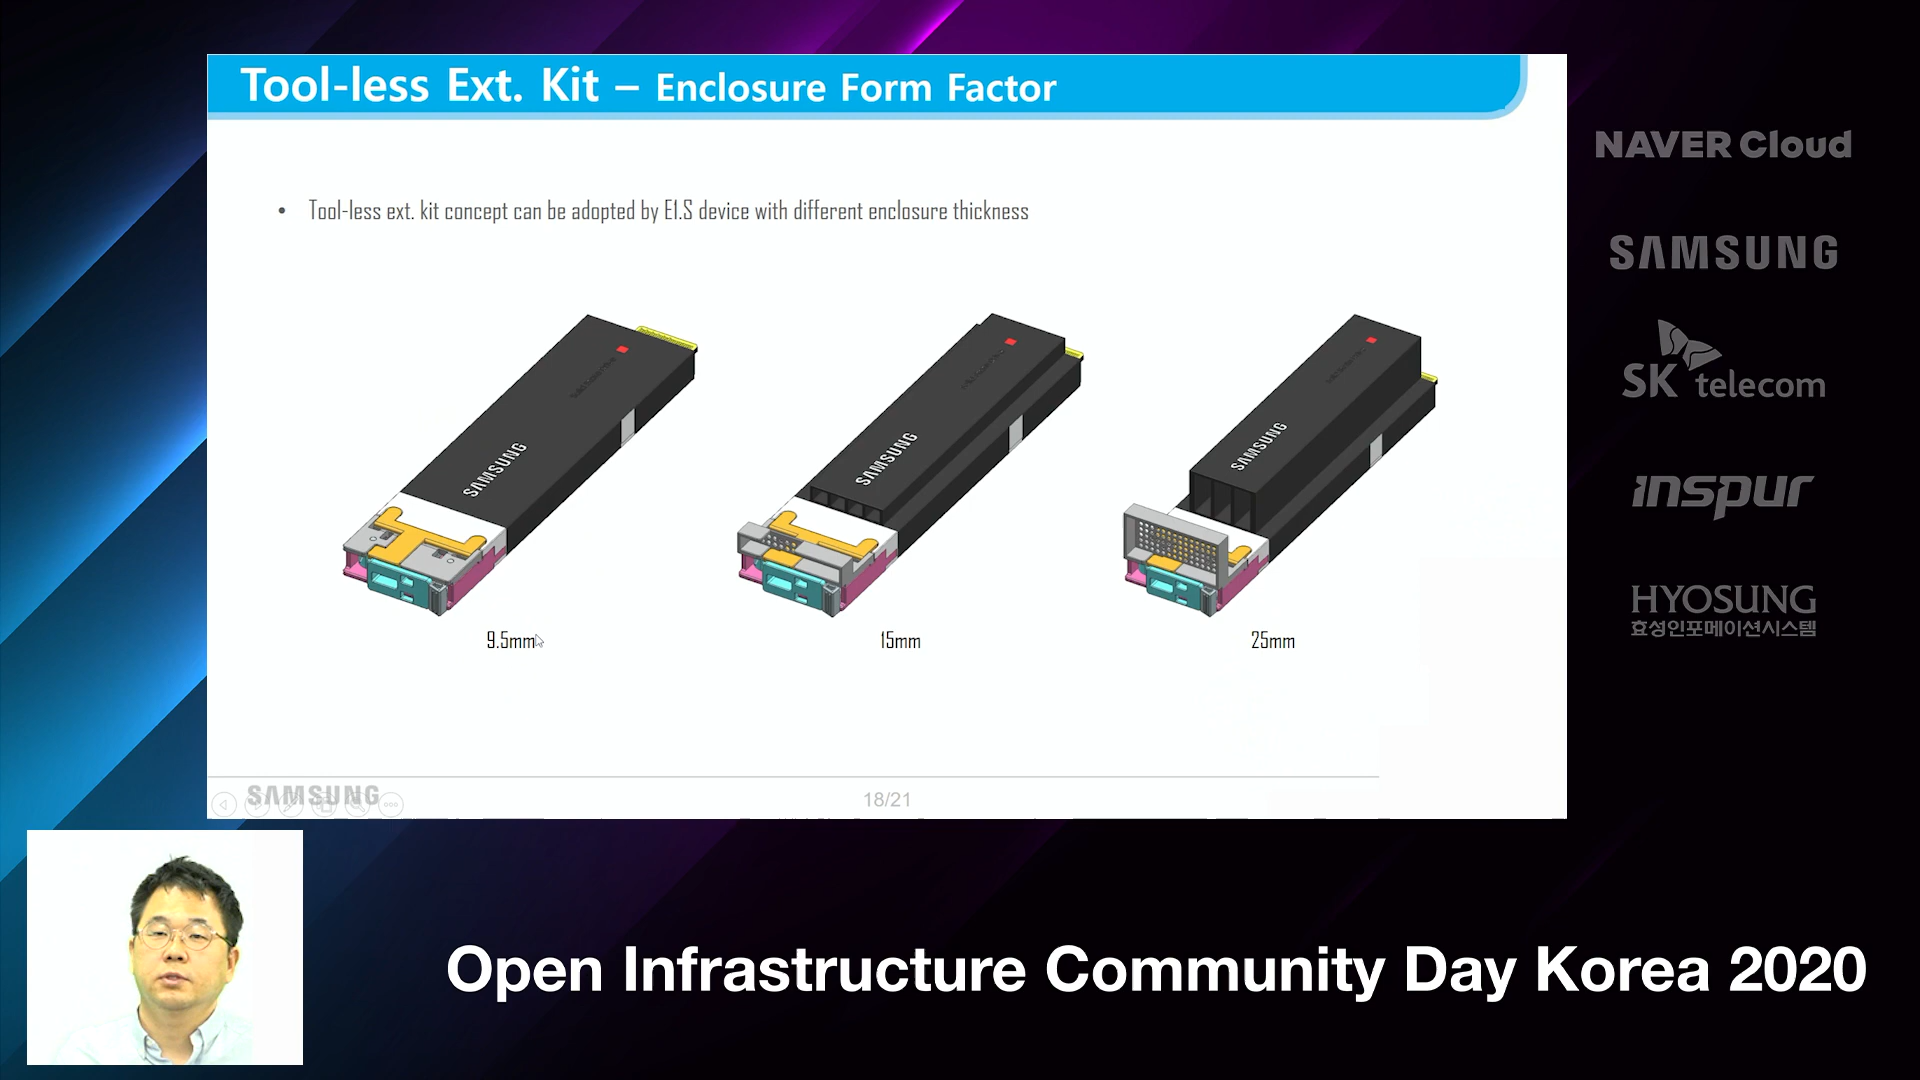 Tool-less Ext. Kit – Enclosure Form Factor
• Tool-less ext. kit concept can be adopted by E1.S device with different enclosure thickness
SAMSUNG
SAMSUNG
SAMSUNG
9.5mm
15mm
25mm
SAMSUNG
18/21
NAVER Cloud
SAMSUNG
SK telecom
inspur
HYOSUNG
효성인포메이션시스템
Open Infrastructure Community Day Korea 2020